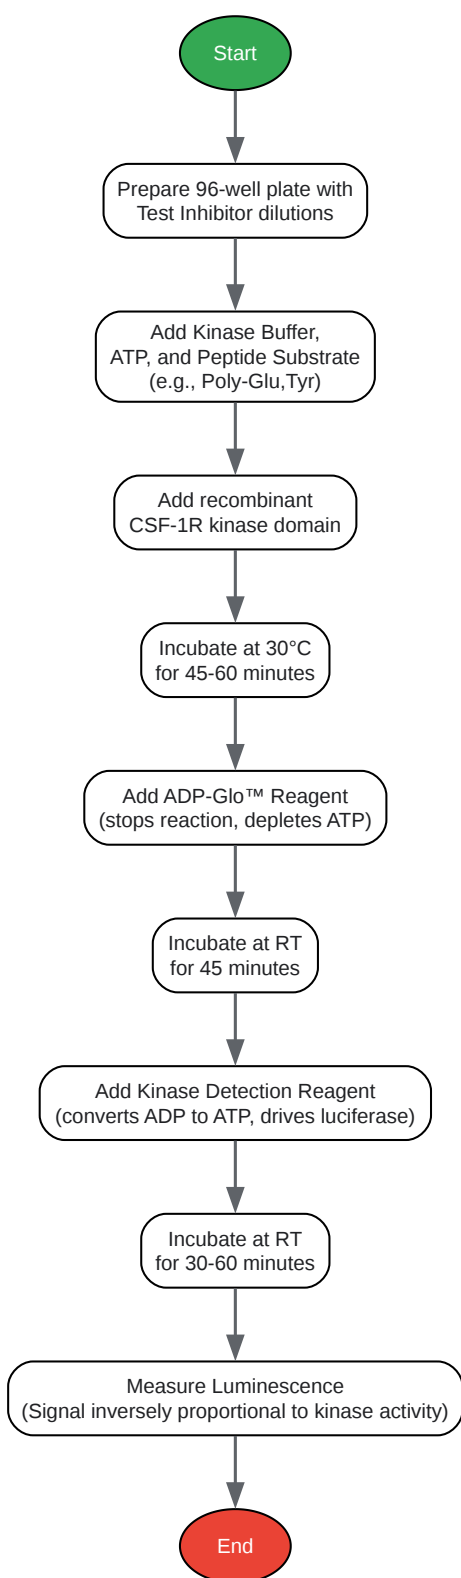 Start
Prepare 96-well plate with
Test Inhibitor dilutions
Add Kinase Buffer,
ATP, and Peptide Substrate
(e.g., Poly-Glu,Tyr)
Add recombinant
CSF-1R kinase domain
Incubate at 30°C
for 45-60 minutes
Add ADP-Glo™ Reagent
(stops reaction, depletes ATP)
Incubate at RT
for 45 minutes
Add Kinase Detection Reagent
(converts ADP to ATP, drives luciferase)
Incubate at RT
for 30-60 minutes
Measure Luminescence
(Signal inversely proportional to kinase activity)
End